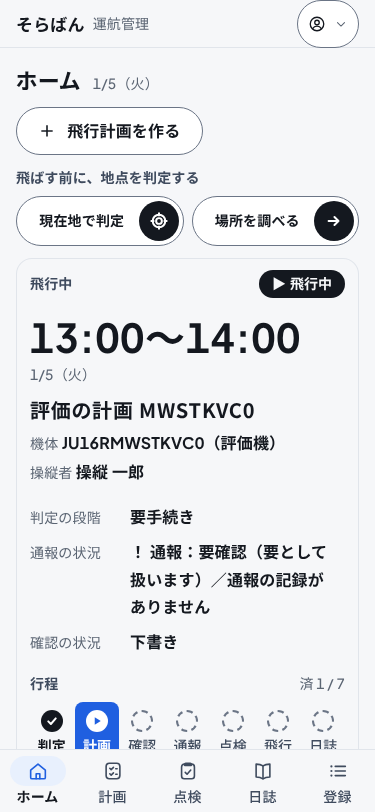 そらばん 運航管理
ホーム 1/5（火）
＋ 飛行計画を作る
飛ばす前に、地点を判定する
現在地で判定 場所を調べる
飛行中 ▶ 飛行中
13:00〜14:00
1/5（火）
評価の計画 MWSTKVC0
機体 JU16RMWSTKVC0（評価機）
操縦者 操縦 一郎
判定の段階 要手続き
通報の状況 ！ 通報：要確認（要として
扱います）／通報の記録が
ありません
確認の状況 下書き
行程 済 1 / 7
判定 計画 確認 通報 点検 飛行 日誌
ホーム 計画 点検 日誌 登録